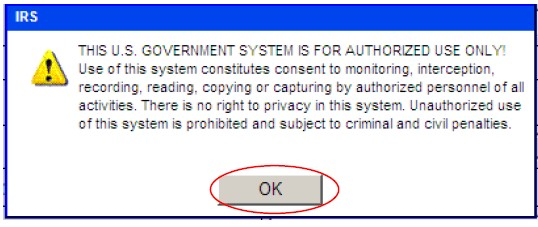 IRS
THIS U.S. GOVERNMENT SYSTEM IS FOR AUTHORIZED USE ONLY!
Use of this system constitutes consent to monitoring, interception,
recording, reading, copying or capturing by authorized personnel of all
activities. There is no right to privacy in this system. Unauthorized use
of this system is prohibited and subject to criminal and civil penalties.
OK